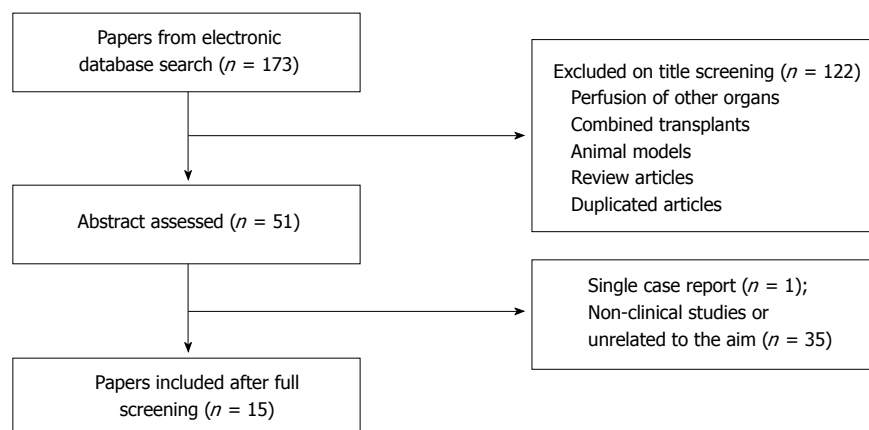 Papers from electronic
database search (n = 173)
Excluded on title screening (n = 122)
Perfusion of other organs
Combined transplants
Animal models
Review articles
Duplicated articles
Abstract assessed (n = 51)
Single case report (n = 1);
Non-clinical studies or
unrelated to the aim (n = 35)
Papers included after full
screening (n = 15)